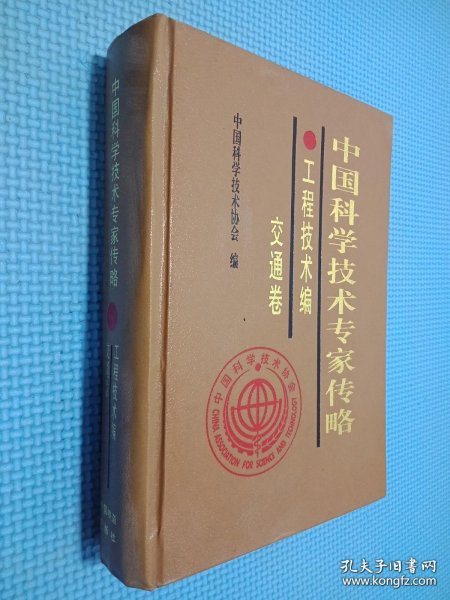 中国科学技术专家传略
工程技术编
交通卷
中国科学技术协会 编
中国科学技术协会
CHINA ASSOCIATION FOR SCIENCE AND TECHNOLOGY
中国科学技术专家传略
工程技术编
孔夫子旧书网
www.kongfz.com